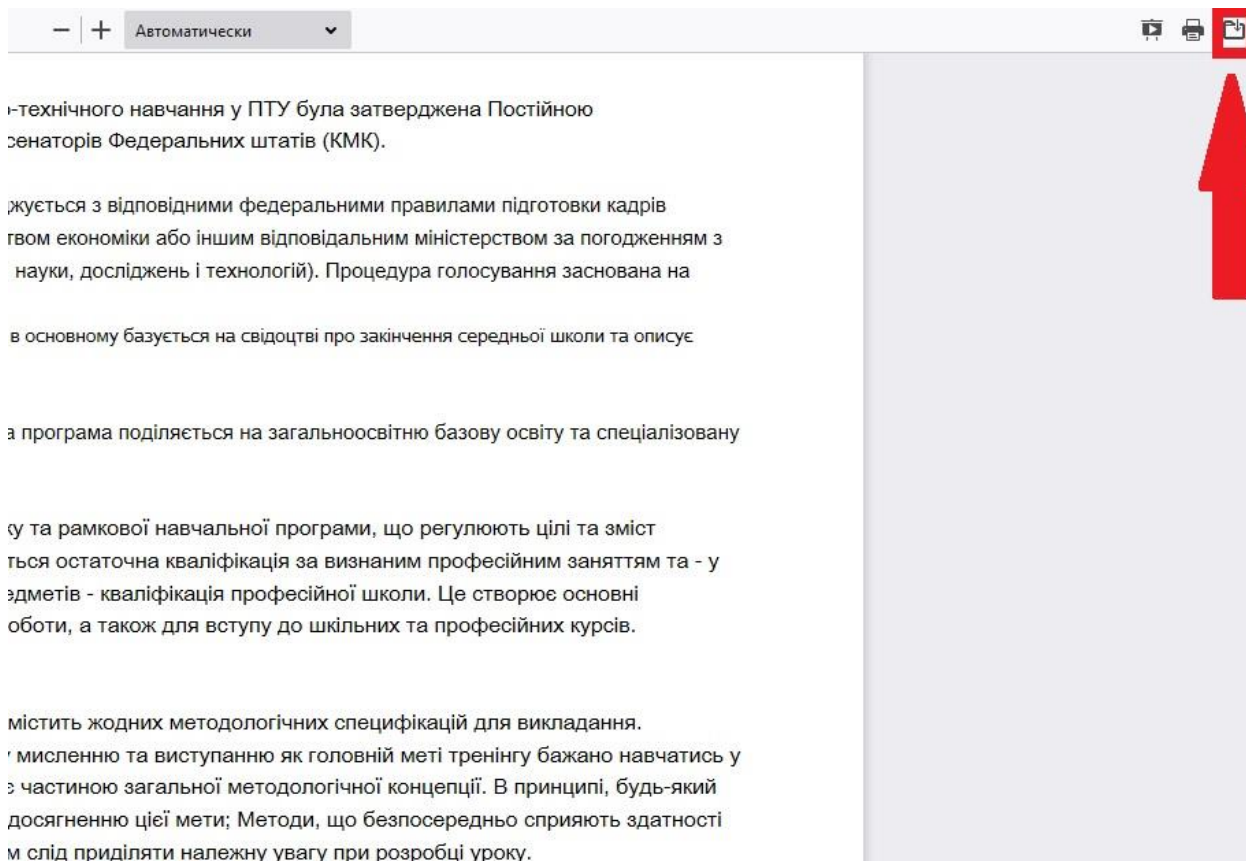 Автоматически
-технічного навчання у ПТУ була затверджена Постійною
сенаторів Федеральних штатів (КМК).
жується з відповідними федеральними правилами підготовки кадрів
твом економіки або іншим відповідальним міністерством за погодженням з
науки, досліджень і технологій). Процедура голосування заснована на
в основному базується на свідоцтві про закінчення середньої школи та описує
а програма поділяється на загальноосвітню базову освіту та спеціалізовану
ку та рамкової навчальної програми, що регулюють цілі та зміст
ться остаточна кваліфікація за визнаним професійним заняттям та - у
едметів - кваліфікація професійної школи. Це створює основні
оботи, а також для вступу до шкільних та професійних курсів.
містить жодних методологічних специфікацій для викладання.
мисленню та виступанню як головній меті тренінгу бажано навчатись у
є частиною загальної методологічної концепції. В принципі, будь-який
досягненню цієї мети; Методи, що безпосередньо сприяють здатності
м слід приділяти належну увагу при розробці уроку.